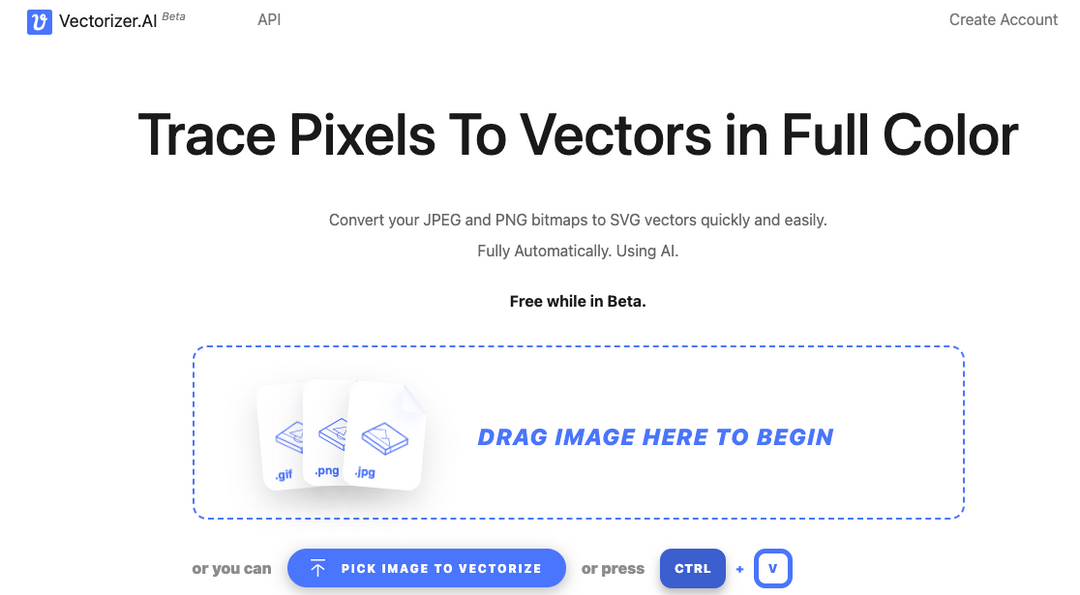 Vectorizer.AI Beta API Create Account
Trace Pixels To Vectors in Full Color
Convert your JPEG and PNG bitmaps to SVG vectors quickly and easily.
Fully Automatically. Using AI.
Free while in Beta.
.gif .png .jpg
DRAG IMAGE HERE TO BEGIN
or you can PICK IMAGE TO VECTORIZE or press CTRL + V